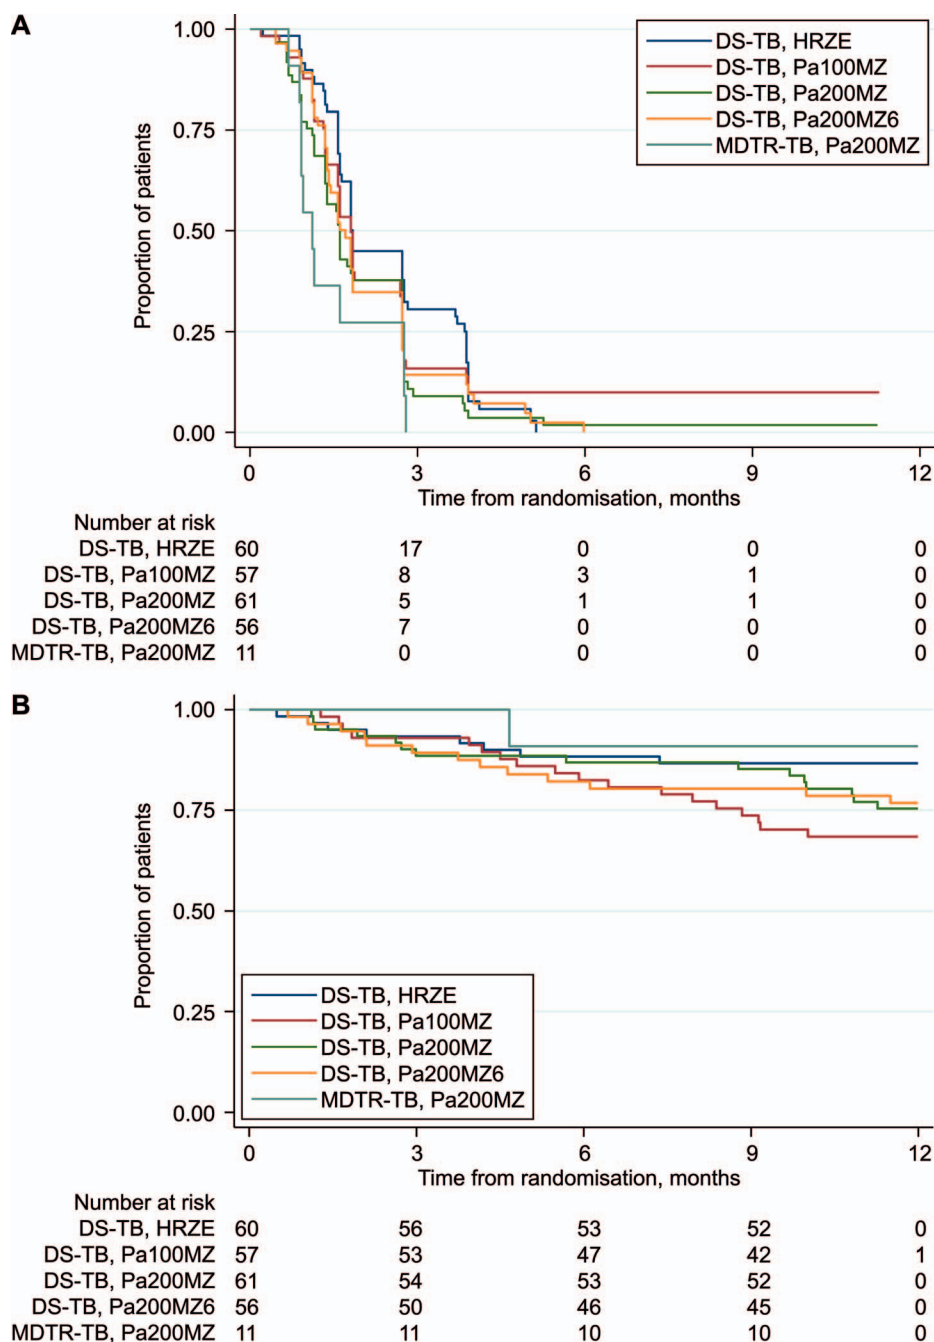 A
1.00
0.75
0.50
0.25
0.00
Proportion of patients
DS-TB, HRZE
DS-TB, Pa100MZ
DS-TB, Pa200MZ
DS-TB, Pa200MZ6
MDTR-TB, Pa200MZ
0 3 6 9 12
Time from randomisation, months
Number at risk
DS-TB, HRZE 60 17 0 0 0
DS-TB, Pa100MZ 57 8 3 1 0
DS-TB, Pa200MZ 61 5 1 1 0
DS-TB, Pa200MZ6 56 7 0 0 0
MDTR-TB, Pa200MZ 11 0 0 0 0
B
1.00
0.75
0.50
0.25
0.00
Proportion of patients
DS-TB, HRZE
DS-TB, Pa100MZ
DS-TB, Pa200MZ
DS-TB, Pa200MZ6
MDTR-TB, Pa200MZ
0 3 6 9 12
Time from randomisation, months
Number at risk
DS-TB, HRZE 60 56 53 52 0
DS-TB, Pa100MZ 57 53 47 42 1
DS-TB, Pa200MZ 61 54 53 52 0
DS-TB, Pa200MZ6 56 50 46 45 0
MDTR-TB, Pa200MZ 11 11 10 10 0